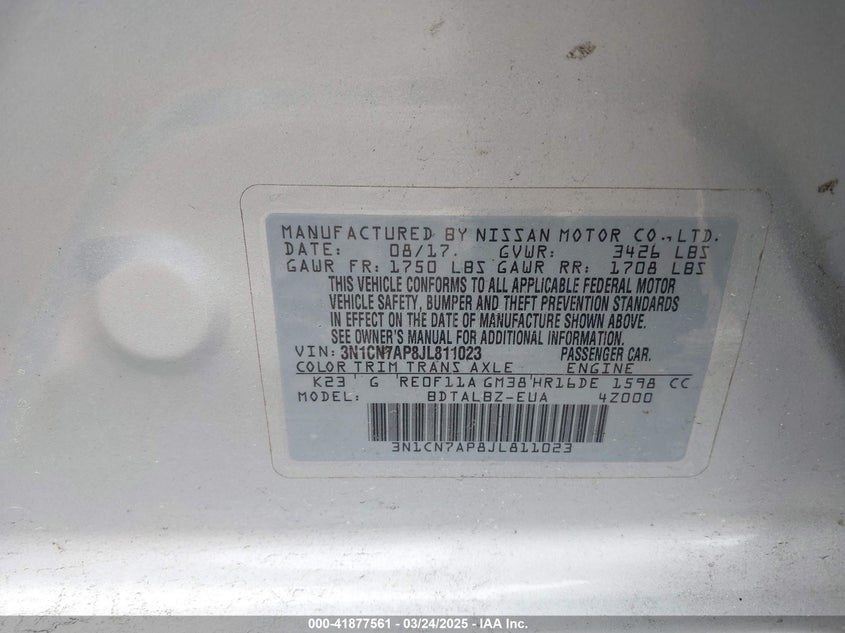 MANUFACTURED BY NISSAN MOTOR CO.,LTD.
DATE: 08/17. GVWR: 3426 LBS
GAWR FR: 1750 LBS GAWR RR: 1708 LBS
THIS VEHICLE CONFORMS TO ALL APPLICABLE FEDERAL MOTOR
VEHICLE SAFETY, BUMPER AND THEFT PREVENTION STANDARDS
IN EFFECT ON THE DATE OF MANUFACTURE SHOWN ABOVE.
SEE OWNER'S MANUAL FOR ADDITIONAL INFORMATION.
VIN: 3N1CN7AP8JL811023 PASSENGER CAR.
COLOR TRIM TRANS AXLE ENGINE
K23 G RE0F11A GM38 HR16DE 1598 CC
MODEL: BDTALBZ-EUA 4Z000
3N1CN7AP8JL811023
000-41877561 - 03/24/2025 - © IAA Inc.